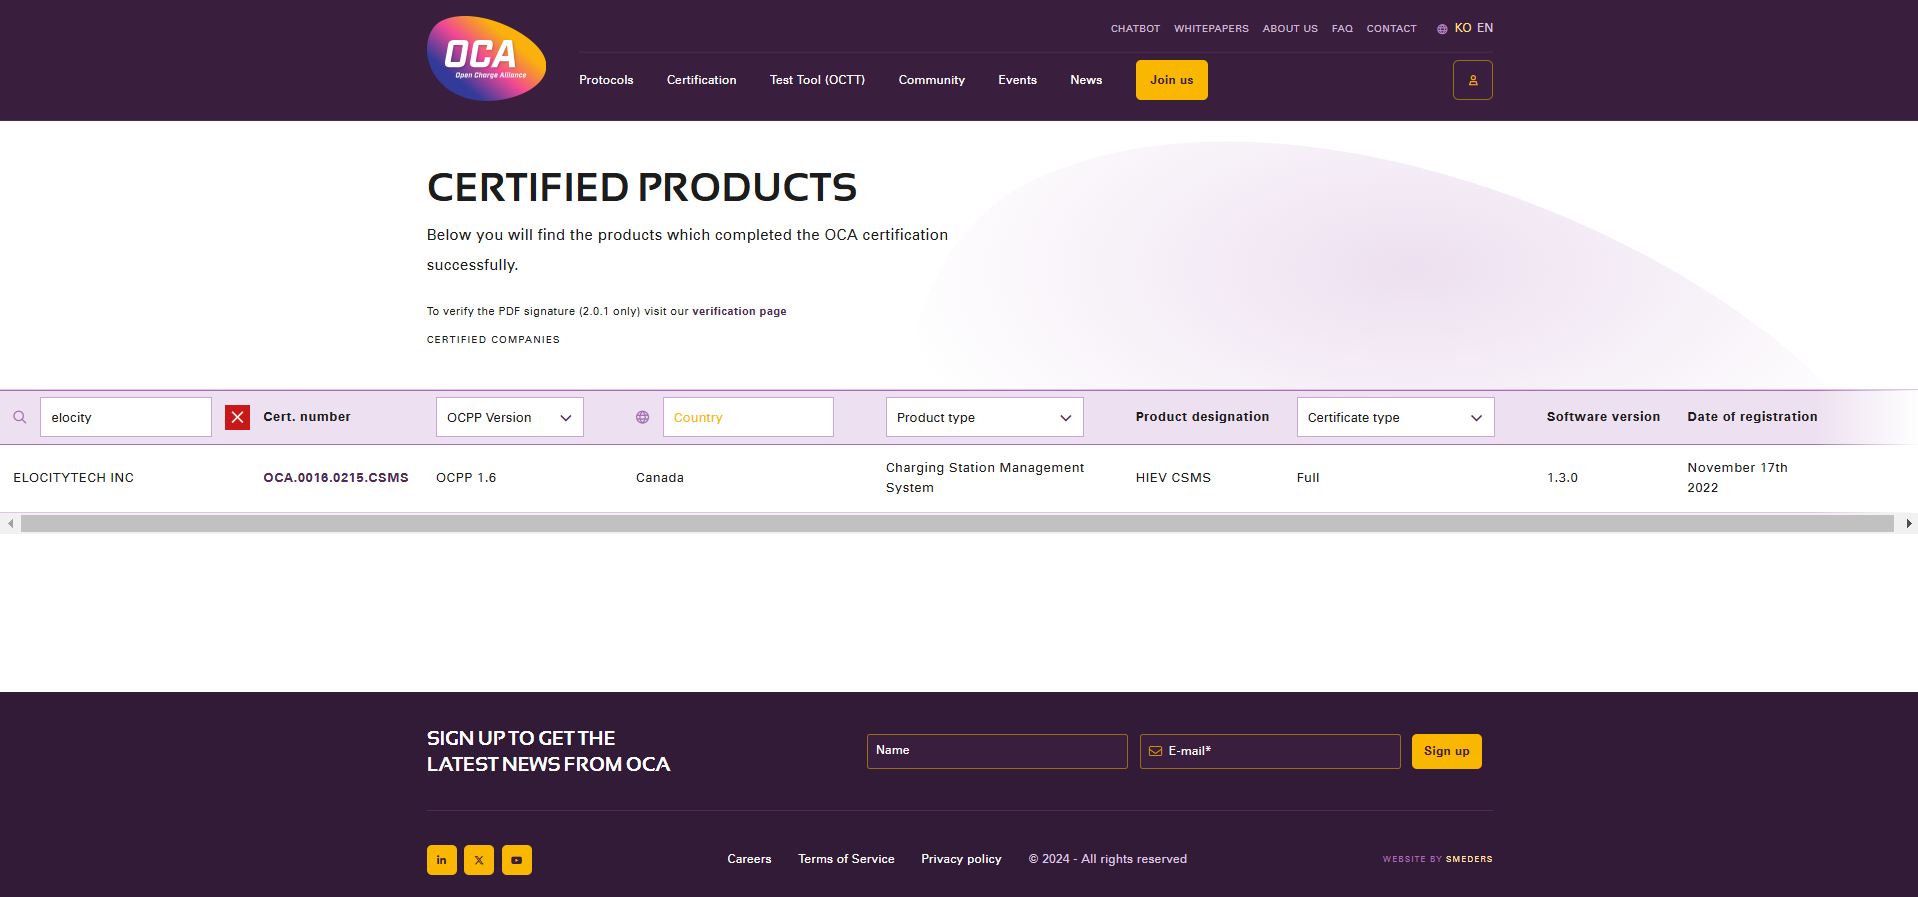 OCA
Open Charge Alliance
CHATBOT WHITEPAPERS ABOUT US FAQ CONTACT KO EN
Protocols Certification Test Tool (OCTT) Community Events News Join us
CERTIFIED PRODUCTS
Below you will find the products which completed the OCA certification
successfully.
To verify the PDF signature (2.0.1 only) visit our verification page
CERTIFIED COMPANIES
elocity Cert. number OCPP Version Country Product type Product designation Certificate type Software version Date of registration
ELOCITYTECH INC OCA.0016.0215.CSMS OCPP 1.6 Canada Charging Station Management HIEV CSMS Full 1.3.0 November 17th
System 2022
SIGN UP TO GET THE
LATEST NEWS FROM OCA
Name E-mail* Sign up
in X
Careers Terms of Service Privacy policy © 2024 - All rights reserved WEBSITE BY SMEDERS